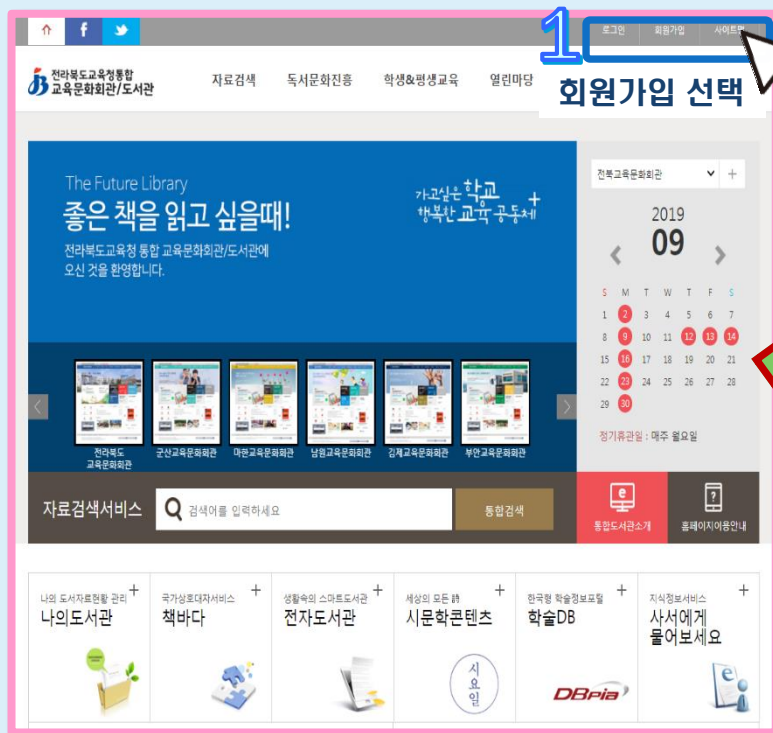 f
1
로그인 회원가입 사이트맵
회원가입 선택
전라북도교육청통합
교육문화회관/도서관
자료검색 독서문화진흥 학생&평생교육 열린마당
The Future Library
좋은 책을 읽고 싶을때!
전라북도교육청 통합 교육문화회관/도서관에
오신 것을 환영합니다.
가고싶은 학교
행복한 교육 공동체
전북교육문화회관
2019
09
S M T W T F S
1 2 3 4 5 6 7
8 9 10 11 12 13 14
15 16 17 18 19 20 21
22 23 24 25 26 27 28
29 30
정기휴관일 : 매주 월요일
전라북도
교육문화회관
군산교육문화회관
마한교육문화회관
남원교육문화회관
김제교육문화회관
부안교육문화회관
자료검색서비스
검색어를 입력하세요
통합검색
통합도서관소개
홈페이지이용안내
나의 도서자료현황 관리
나의도서관
국가상호대차서비스
책바다
생활속의 스마트도서관
전자도서관
세상의 모든 詩
시문학콘텐츠
시
요
일
한국형 학술정보포털
학술DB
DBpia
지식정보서비스
사서에게
물어보세요